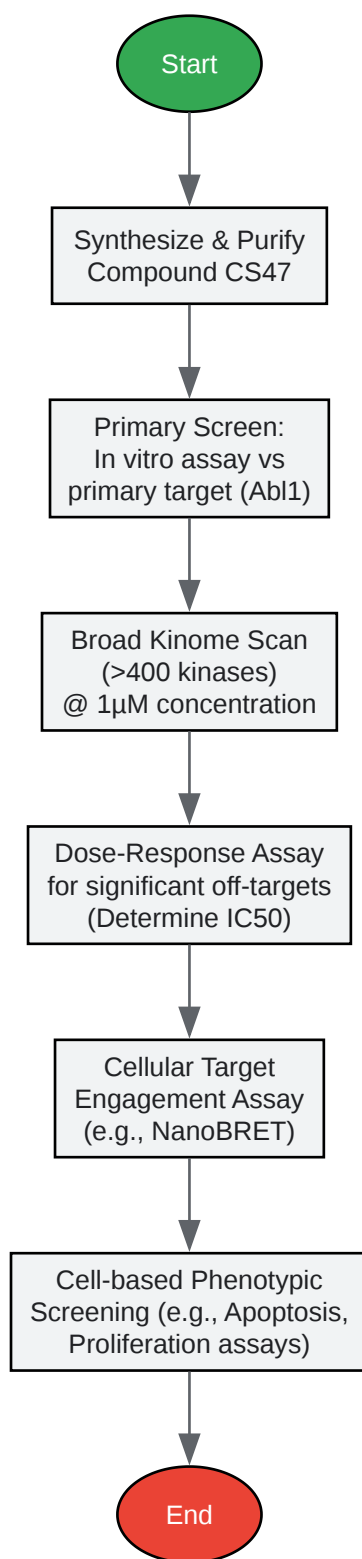 Start
Synthesize & Purify
Compound CS47
Primary Screen:
In vitro assay vs
primary target (Abl1)
Broad Kinome Scan
(>400 kinases)
@ 1µM concentration
Dose-Response Assay
for significant off-targets
(Determine IC50)
Cellular Target
Engagement Assay
(e.g., NanoBRET)
Cell-based Phenotypic
Screening (e.g., Apoptosis,
Proliferation assays)
End